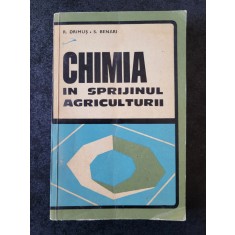 R. DRIMUȘ · S. BENARI
CHIMIA
IN SPRIJINUL
AGRICULTURII